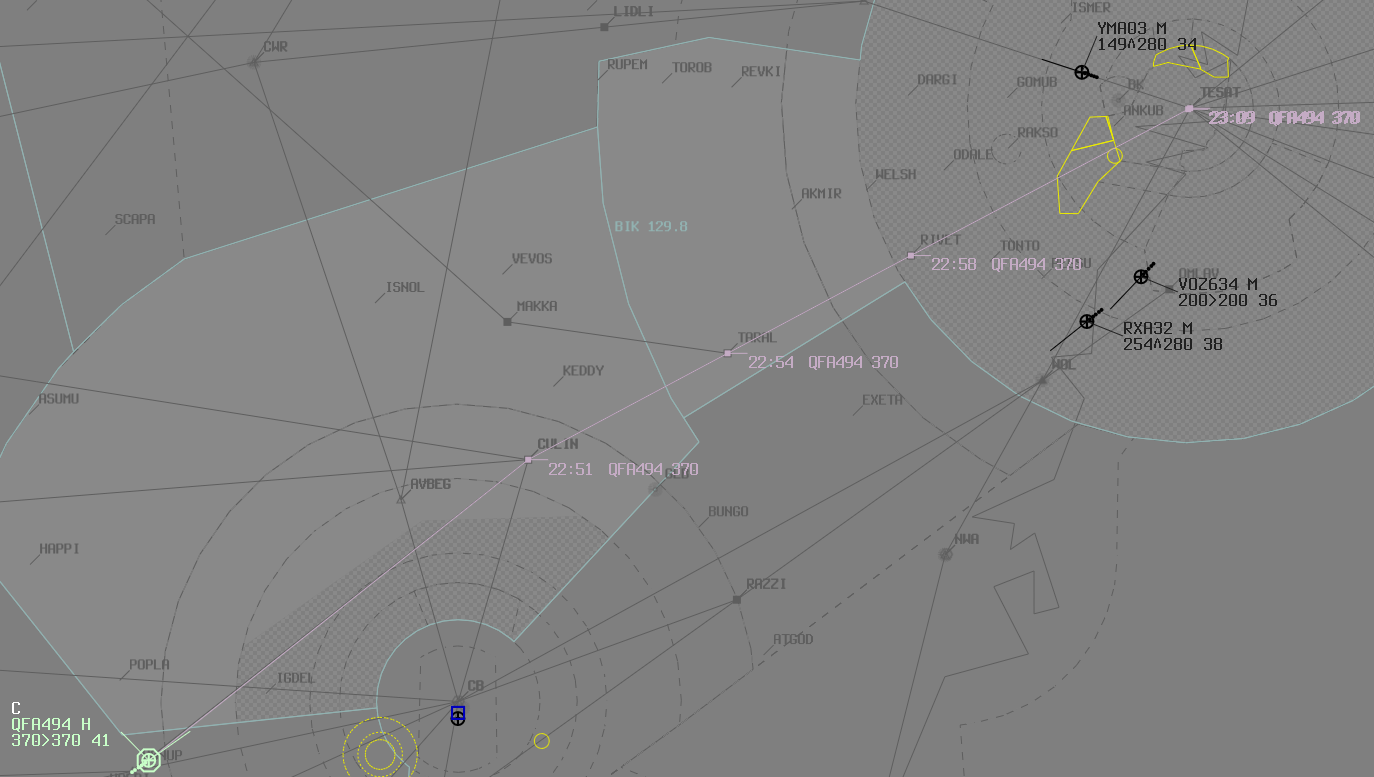 LIDLI
ISMER
YMA03 M
149^280 34
CWR
RUPEM
TOROB
REVKI
DARGI
GOMUB
DK
TESAT
ANKUB
23:09 QFA494 370
RAKSO
ODALE
WELSH
AKMIR
SCAPA
BIK 129.8
RIVET
TONTO
22:58 QFA494 370
VEVOS
OMLAV
VOZ634 M
200>200 36
ISNOL
MAKKA
RXA32 M
254^280 38
TARAL
22:54 QFA494 370
WOL
KEDDY
ASUMU
EXETA
CULIN
22:51 QFA494 370
AVBEG
BUNGO
HAPPI
NWA
RAZZI
ATGOD
POPLA
IGDEL
CB
C
QFA494 H
370>370 41